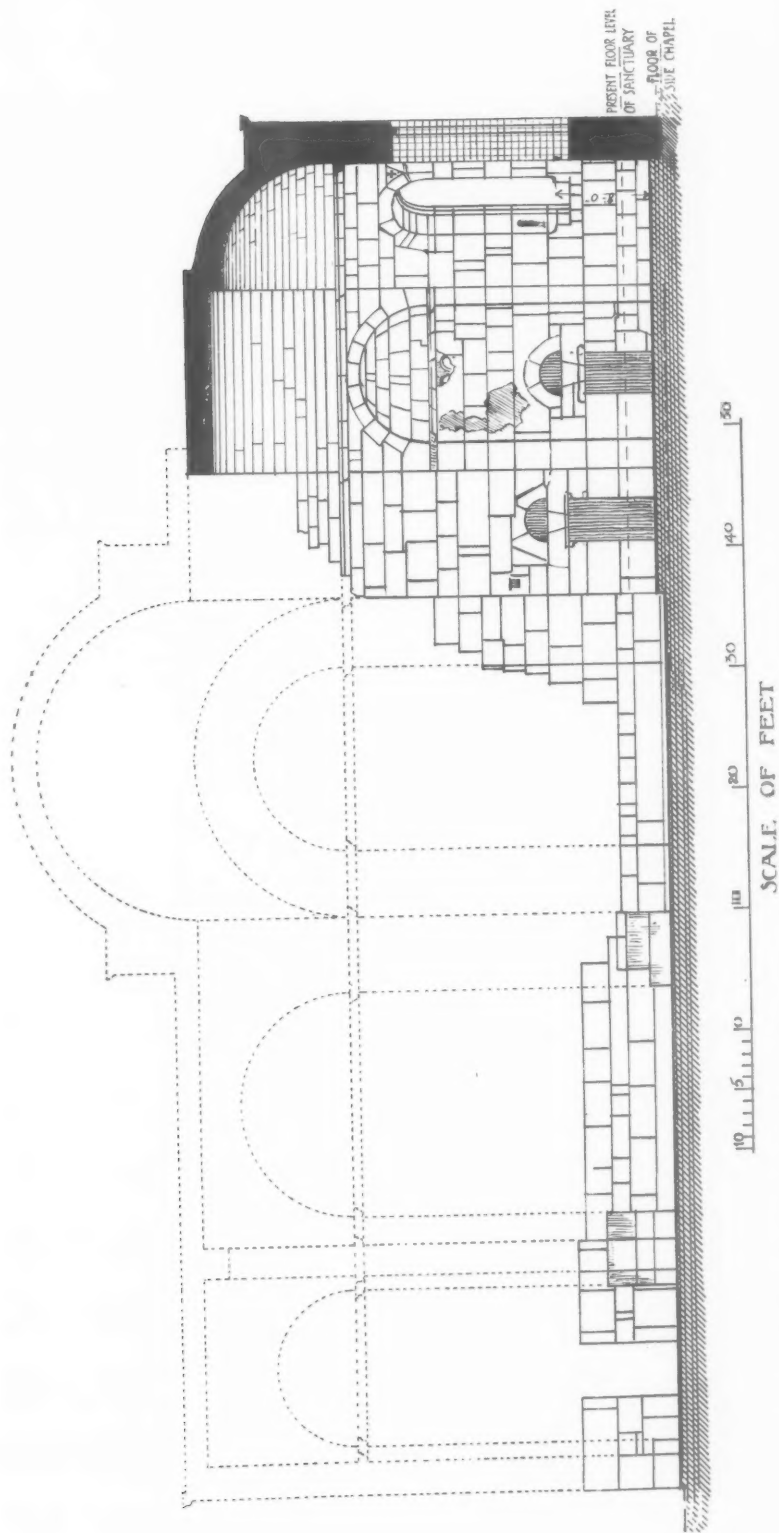 PRESENT FLOOR LEVEL
OF SANCTUARY
FLOOR OF
SIDE CHAPEL
10 5 0 10 20 30 40 50
SCALE OF FEET